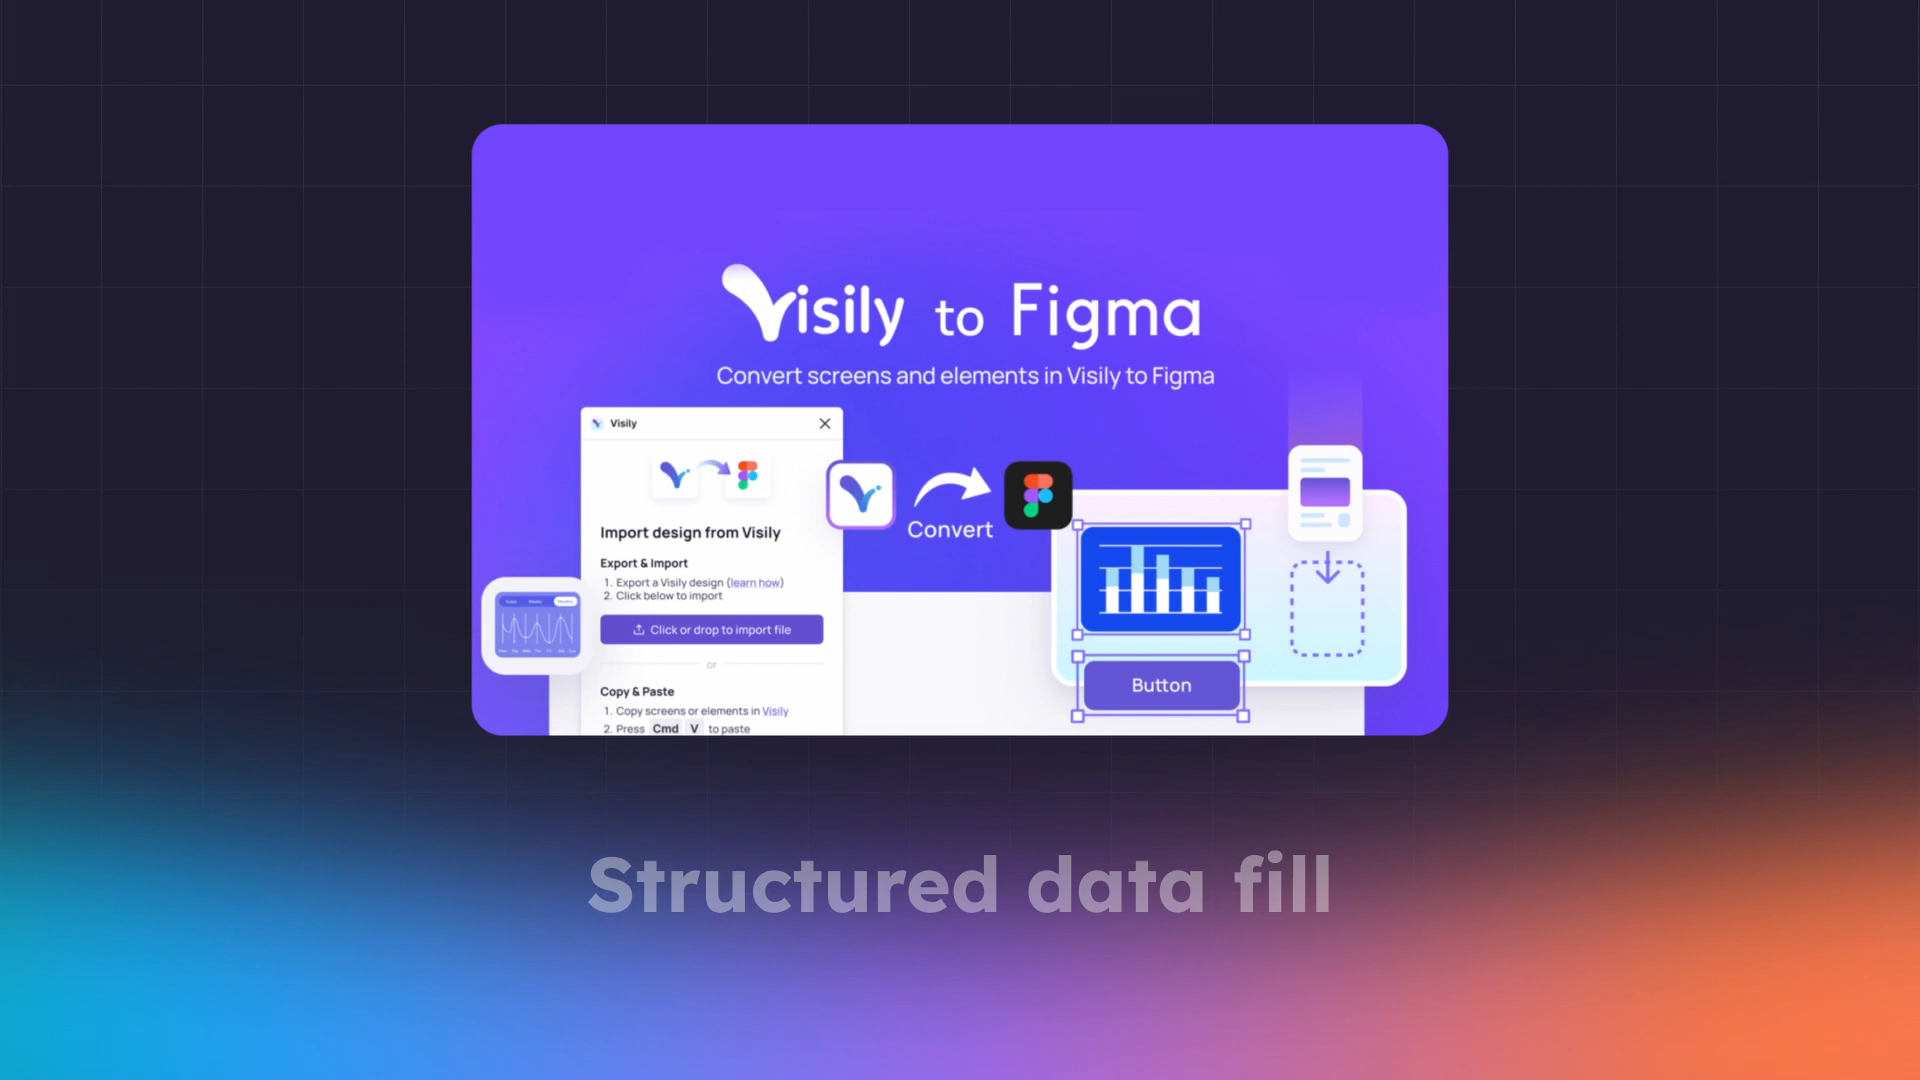 Visily to Figma
Convert screens and elements in Visily to Figma
Visily
Import design from Visily
Export & Import
1. Export a Visily design (learn how)
2. Click below to import
Click or drop to import file
or
Copy & Paste
1. Copy screens or elements in Visily
2. Press Cmd V to paste
Convert
Button
Structured data fill